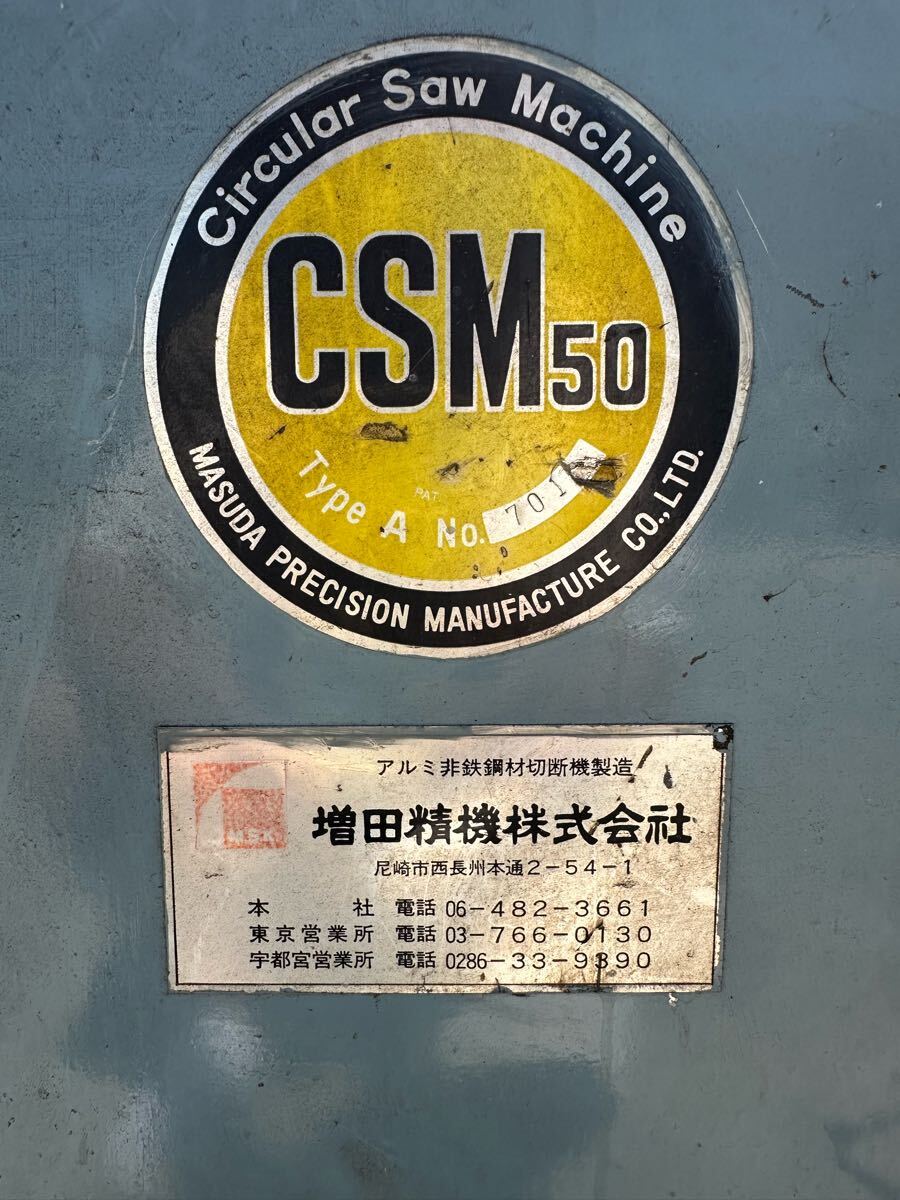 Circular Saw Machine
CSM50
PAT.
Type A No. 701
MASUDA PRECISION MANUFACTURE CO.,LTD.
アルミ非鉄鋼材切断機製造
M.S.K
増田精機株式会社
尼崎市西長州本通2-54-1
本社 電話 06-482-3661
東京営業所 電話 03-766-0130
宇都宮営業所 電話 0286-33-9390